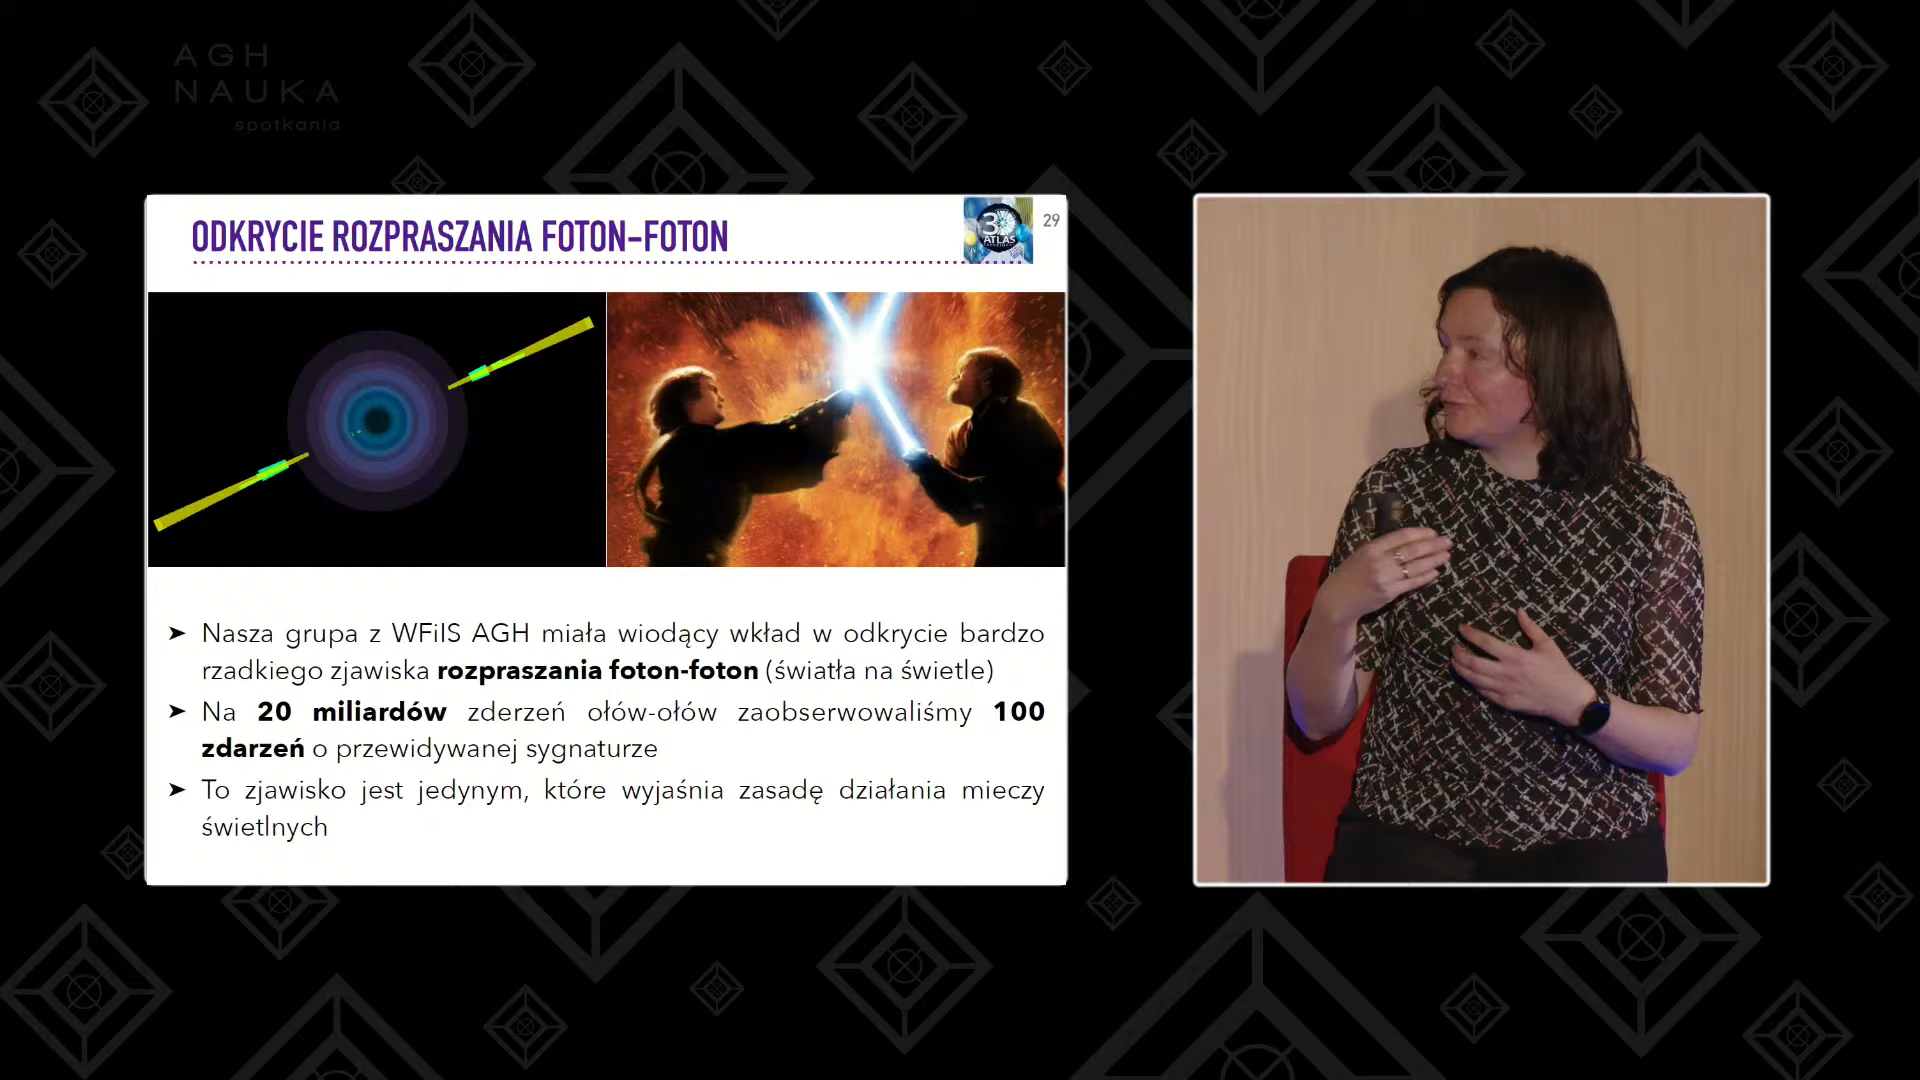 AGH
NAUKA
spotkania
ODKRYCIE ROZPRASZANIA FOTON-FOTON
30
ATLAS
29
➤ Nasza grupa z WFiIS AGH miała wiodący wkład w odkrycie bardzo
rzadkiego zjawiska rozpraszania foton-foton (światła na świetle)
➤ Na 20 miliardów zderzeń ołów-ołów zaobserwowaliśmy 100
zdarzeń o przewidywanej sygnaturze
➤ To zjawisko jest jedynym, które wyjaśnia zasadę działania mieczy
świetlnych